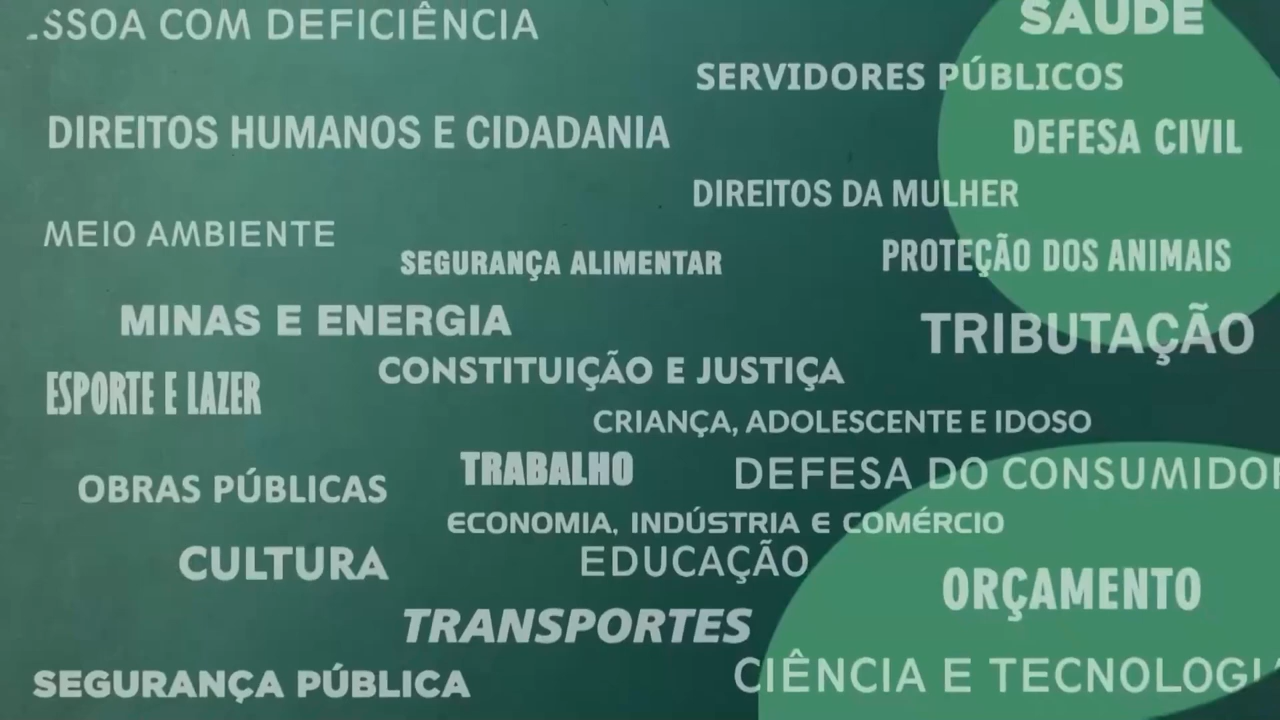 SSOA COM DEFICIÊNCIA
SAÚDE
SERVIDORES PÚBLICOS
DIREITOS HUMANOS E CIDADANIA
DEFESA CIVIL
DIREITOS DA MULHER
MEIO AMBIENTE
SEGURANÇA ALIMENTAR
PROTEÇÃO DOS ANIMAIS
MINAS E ENERGIA
TRIBUTAÇÃO
CONSTITUIÇÃO E JUSTIÇA
ESPORTE E LAZER
CRIANÇA, ADOLESCENTE E IDOSO
TRABALHO
DEFESA DO CONSUMIDOR
OBRAS PÚBLICAS
ECONOMIA, INDÚSTRIA E COMÉRCIO
CULTURA
EDUCAÇÃO
ORÇAMENTO
TRANSPORTES
CIÊNCIA E TECNOLOGI
SEGURANÇA PÚBLICA